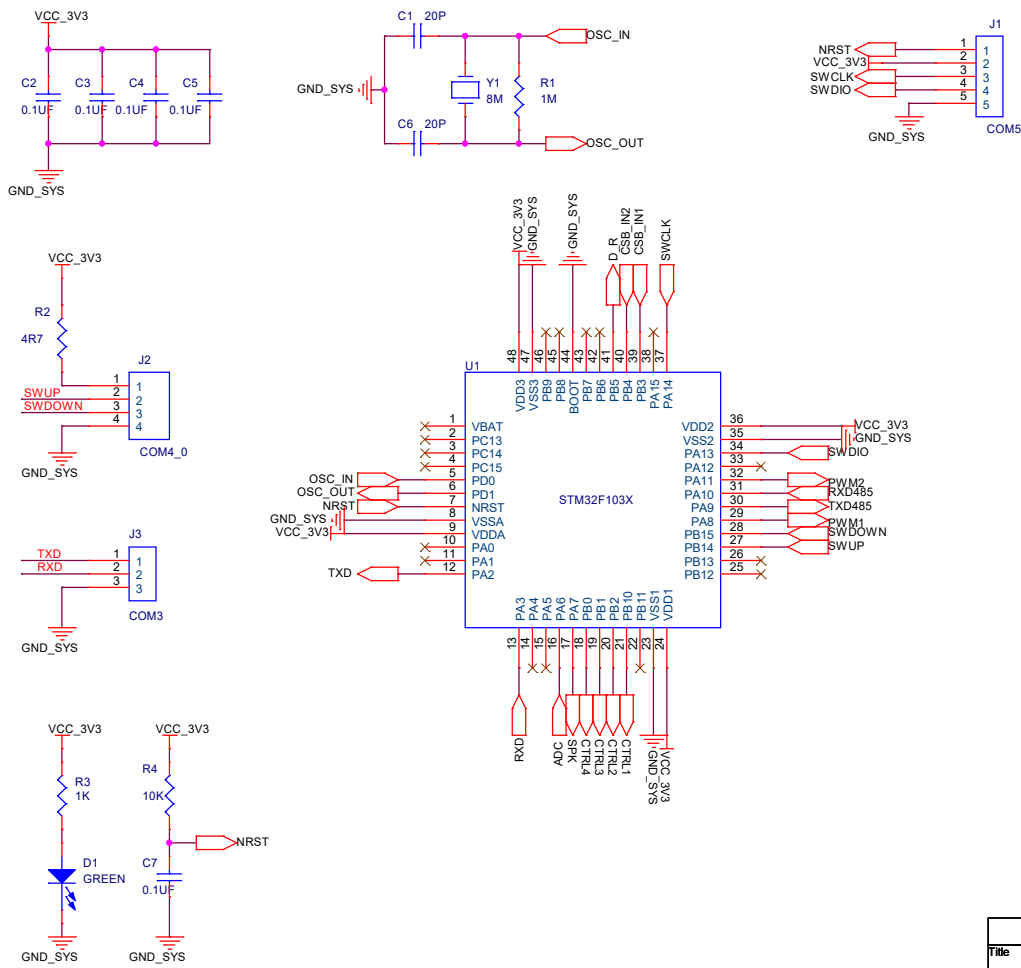 VCC_3V3
C2
0.1UF
C3
0.1UF
C4
0.1UF
C5
0.1UF
GND_SYS
C1 20P
OSC_IN
GND_SYS
Y1
8M
R1
1M
C6 20P
OSC_OUT
J1
NRST 1 1
VCC_3V3 2 2
SWCLK 3 3
SWDIO 4 4
5 5
GND_SYS
COM5
VCC_3V3
R2
4R7
J2
1 1
SWUP 2 2
SWDOWN 3 3
4 4
GND_SYS
COM4_0
J3
TXD 1 1
RXD 2 2
3 3
GND_SYS
COM3
VCC_3V3
R3
1K
D1
GREEN
GND_SYS
VCC_3V3
R4
10K
NRST
C7
0.1UF
GND_SYS
U1
STM32F103X
VCC_3V3 48 VDD3
GND_SYS 47 VSS3
46 PB9
45 PB8
GND_SYS 44 BOOT
43 PB7
42 PB6
D_R 41 PB5
CSB_IN2 40 PB4
CSB_IN1 39 PB3
38 PA15
SWCLK 37 PA14
1 VBAT
2 PC13
3 PC14
4 PC15
OSC_IN 5 PD0
OSC_OUT 6 PD1
NRST 7 NRST
GND_SYS 8 VSSA
VCC_3V3 9 VDDA
10 PA0
11 PA1
TXD 12 PA2
VDD2 36 VCC_3V3
VSS2 35 GND_SYS
PA13 34 SWDIO
PA12 33
PA11 32 PWM2
PA10 31 RXD485
PA9 30 TXD485
PA8 29 PWM1
PB15 28 SWDOWN
PB14 27 SWUP
PB13 26
PB12 25
PA3 13 RXD
PA4 14
PA5 15
PA6 16 ADC
PA7 17 SPK
PB0 18 CTRL4
PB1 19 CTRL3
PB2 20 CTRL2
PB10 21 CTRL1
PB11 22
VSS1 23 GND_SYS
VDD1 24 VCC_3V3
Title